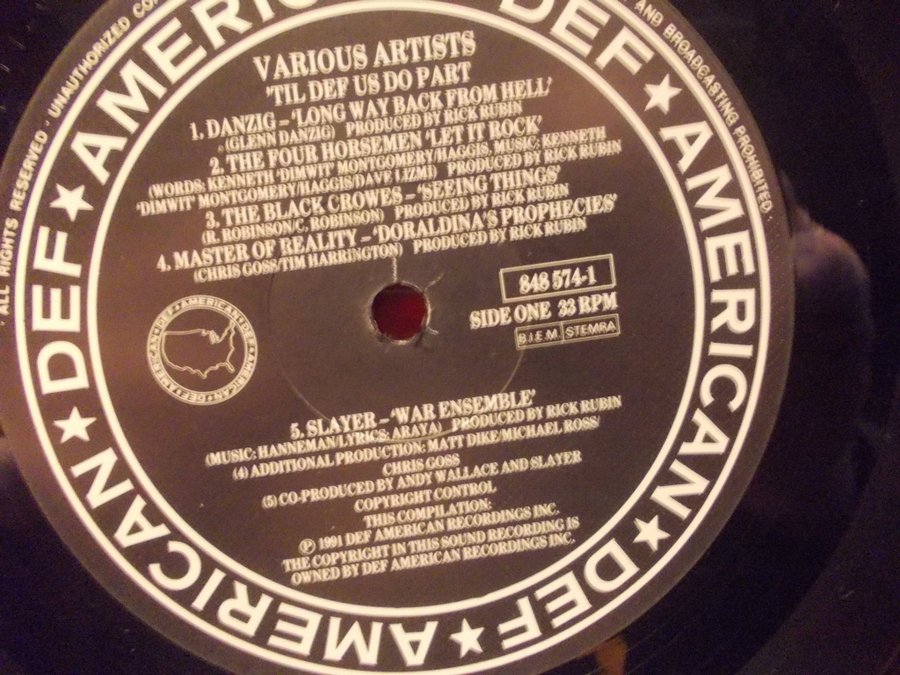 · ALL RIGHTS RESERVED · UNAUTHORIZED
AND BROADCASTING PROHIBITED ·
DEF ★ AMERICAN ★ DEF ★ AMERICAN ★ DEF ★ AMERICAN
VARIOUS ARTISTS
'TIL DEF US DO PART
1. DANZIG – 'LONG WAY BACK FROM HELL'
(GLENN DANZIG) PRODUCED BY RICK RUBIN
2. THE FOUR HORSEMEN 'LET IT ROCK'
(WORDS: KENNETH 'DIMWIT' MONTGOMERY/HAGGIS, MUSIC: KENNETH
'DIMWIT' MONTGOMERY/HAGGIS/DAVE LIZMI) PRODUCED BY RICK RUBIN
3. THE BLACK CROWES – 'SEEING THINGS'
(R. ROBINSON/C. ROBINSON) PRODUCED BY RICK RUBIN
4. MASTER OF REALITY – 'DORALDINA'S PROPHECIES'
(CHRIS GOSS/TIM HARRINGTON) PRODUCED BY RICK RUBIN
848 574-1
SIDE ONE 33 RPM
B.I.E.M. STEMRA
5. SLAYER – 'WAR ENSEMBLE'
(MUSIC: HANNEMAN/LYRICS: ARAYA) PRODUCED BY RICK RUBIN
(4) ADDITIONAL PRODUCTION: MATT DIKE/MICHAEL ROSS/
CHRIS GOSS
(5) CO-PRODUCED BY ANDY WALLACE AND SLAYER
COPYRIGHT CONTROL
THIS COMPILATION:
℗ 1991 DEF AMERICAN RECORDINGS INC.
THE COPYRIGHT IN THIS SOUND RECORDING IS
OWNED BY DEF AMERICAN RECORDINGS INC.